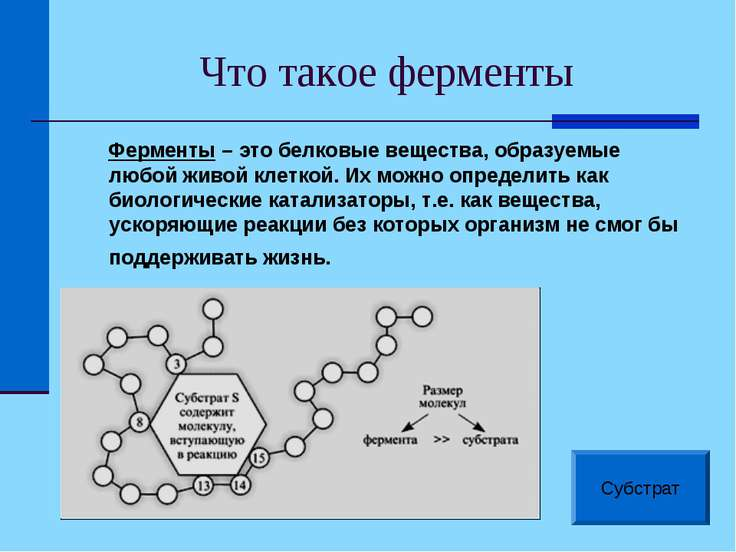 Что такое ферменты
Ферменты – это белковые вещества, образуемые
любой живой клеткой. Их можно определить как
биологические катализаторы, т.е. как вещества,
ускоряющие реакции без которых организм не смог бы
поддерживать жизнь.
3
8
Субстрат S
содержит
молекулу,
вступающую
в реакцию
15
13
14
Размер
молекул
фермента >> субстрата
Субстрат